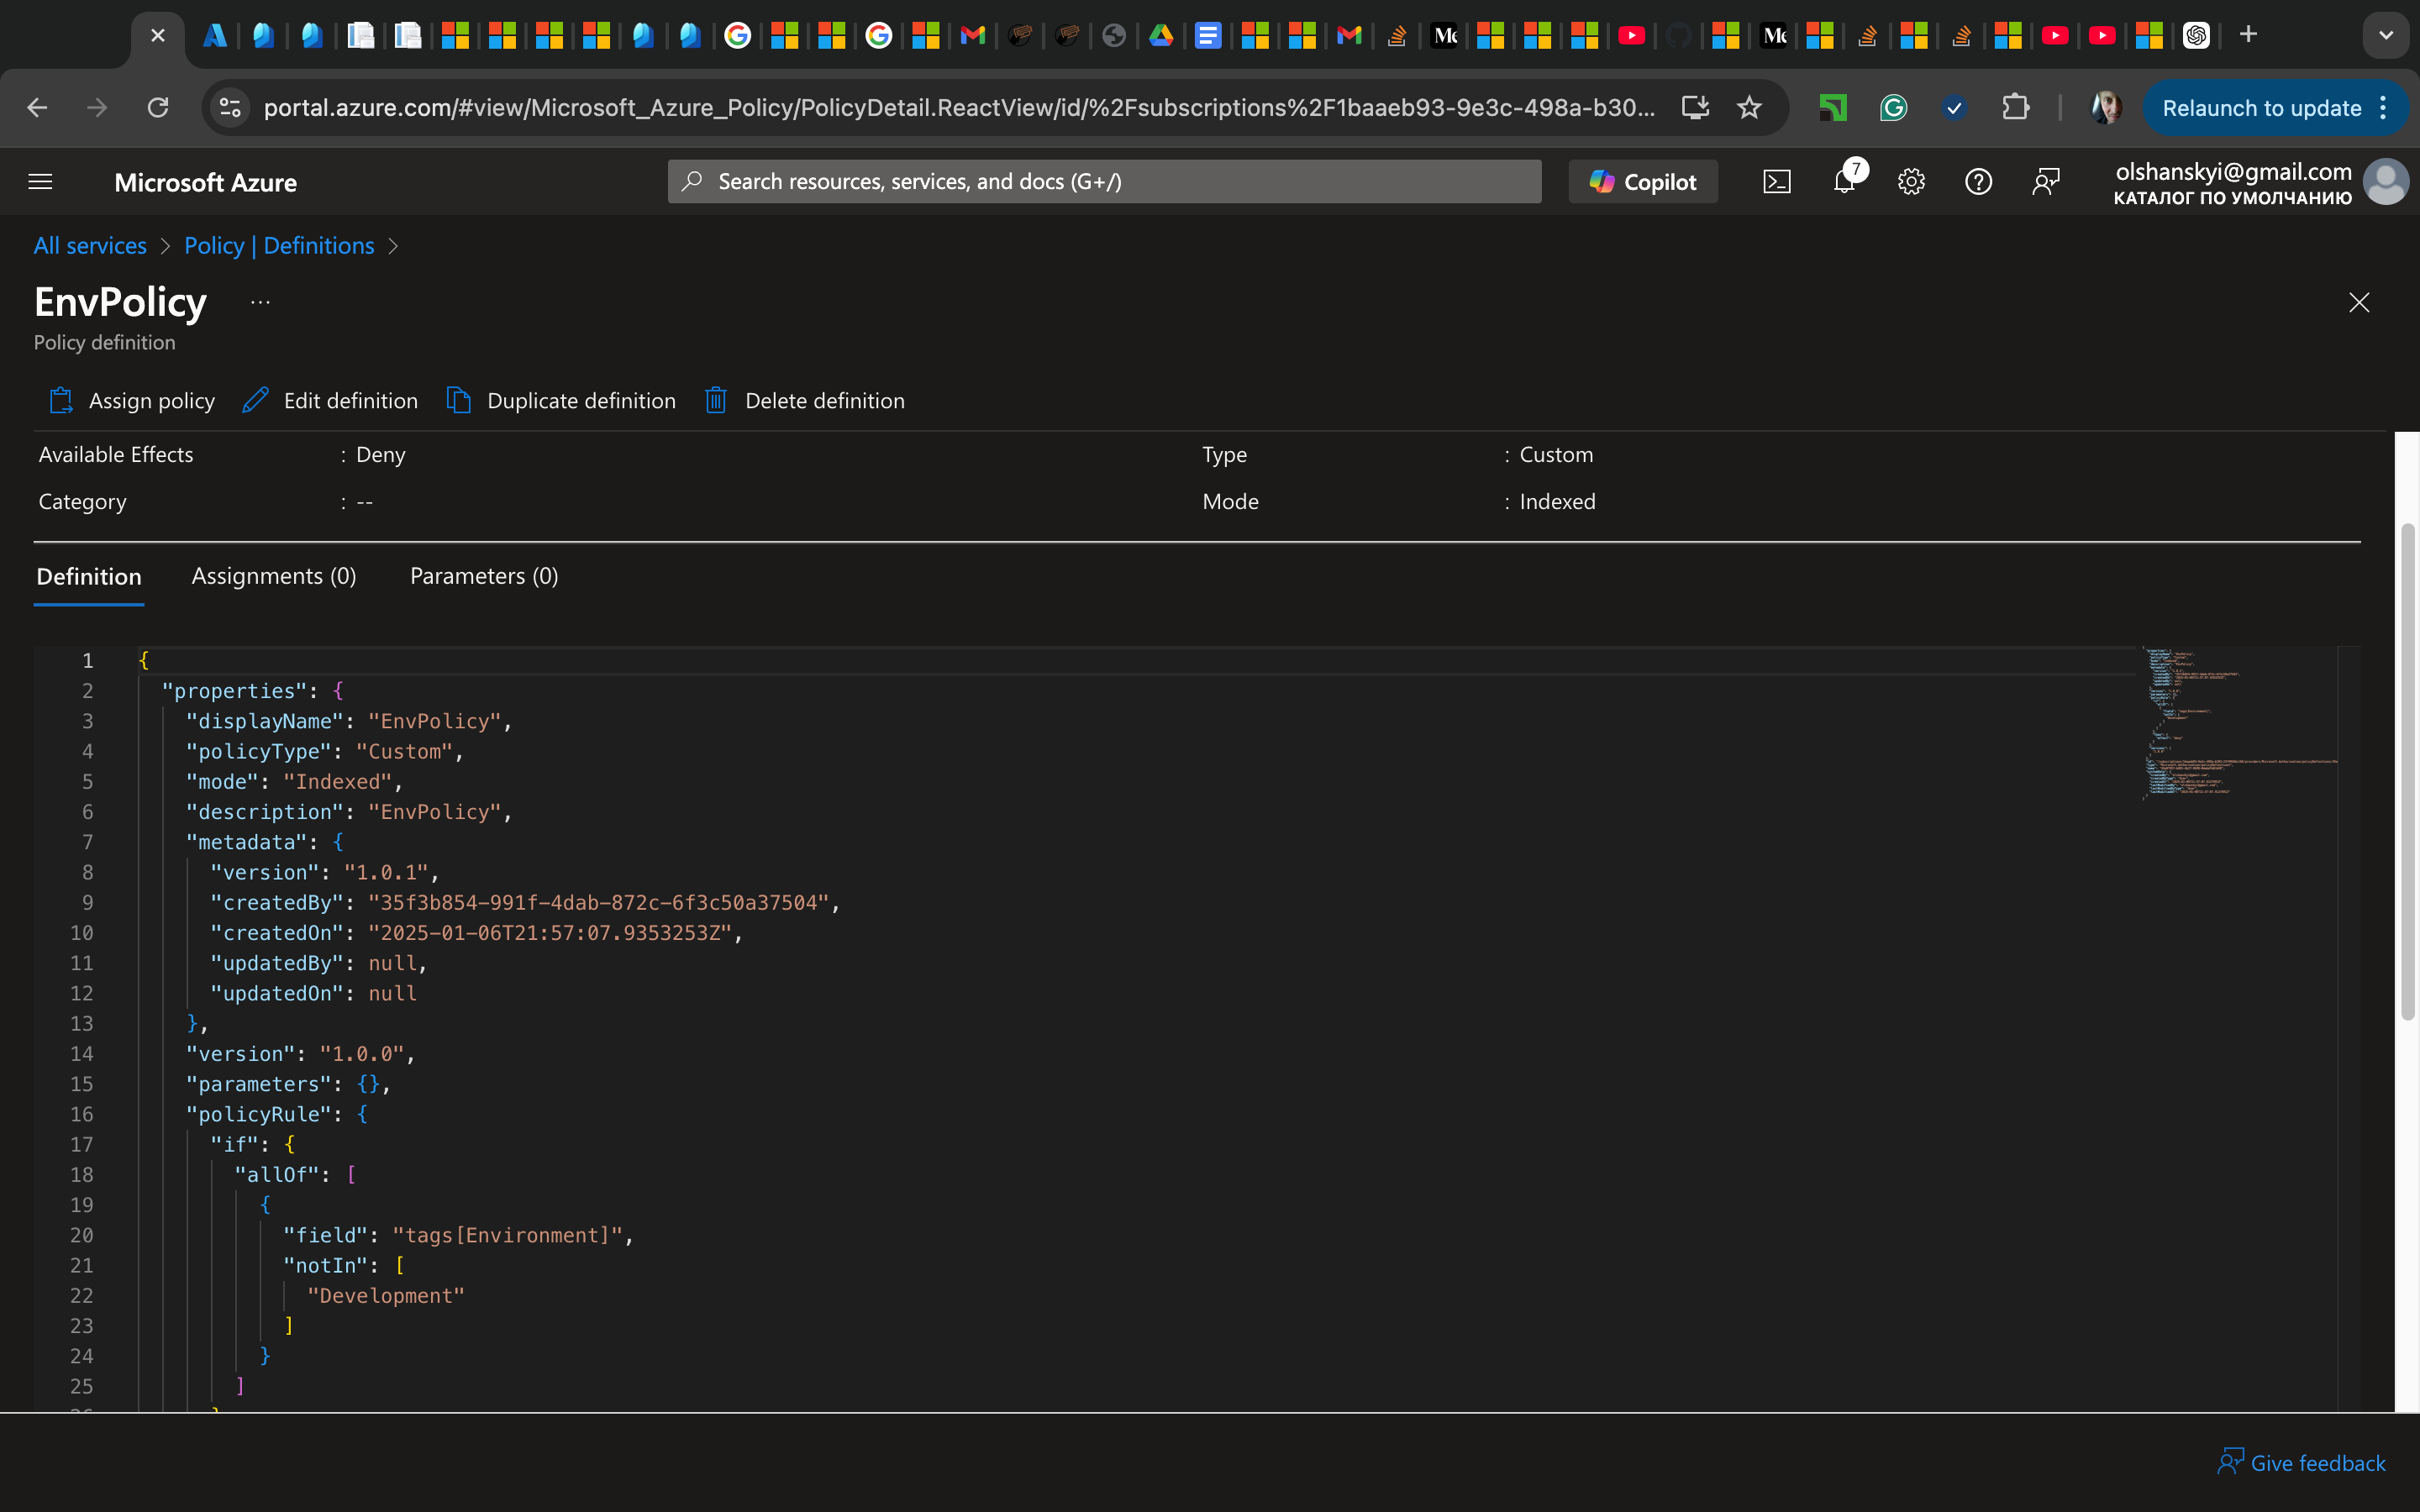 portal.azure.com/#view/Microsoft_Azure_Policy/PolicyDetail.ReactView/id/%2Fsubscriptions%2F1baaeb93-9e3c-498a-b30...
Relaunch to update
Microsoft Azure
Search resources, services, and docs (G+/)
Copilot
7
olshanskyi@gmail.com
КАТАЛОГ ПО УМОЛЧАНИЮ
All services > Policy | Definitions >
EnvPolicy ...
Policy definition
Assign policy Edit definition Duplicate definition Delete definition
Available Effects : Deny Type : Custom
Category : -- Mode : Indexed
Definition Assignments (0) Parameters (0)
1 {
2 "properties": {
3 "displayName": "EnvPolicy",
4 "policyType": "Custom",
5 "mode": "Indexed",
6 "description": "EnvPolicy",
7 "metadata": {
8 "version": "1.0.1",
9 "createdBy": "35f3b854-991f-4dab-872c-6f3c50a37504",
10 "createdOn": "2025-01-06T21:57:07.9353253Z",
11 "updatedBy": null,
12 "updatedOn": null
13 },
14 "version": "1.0.0",
15 "parameters": {},
16 "policyRule": {
17 "if": {
18 "allOf": [
19 {
20 "field": "tags[Environment]",
21 "notIn": [
22 "Development"
23 ]
24 }
25 ]
Give feedback